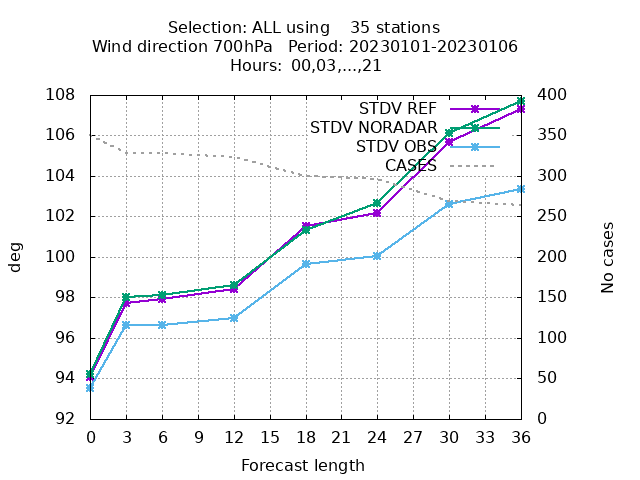 Selection: ALL using    35 stations
Wind direction 700hPa   Period: 20230101-20230106
Hours:  00,03,...,21
STDV REF
STDV NORADAR
STDV OBS
CASES
108
106
104
102
100
98
96
94
92
400
350
300
250
200
150
100
50
0
deg
No cases
0 3 6 9 12 15 18 21 24 27 30 33 36
Forecast length